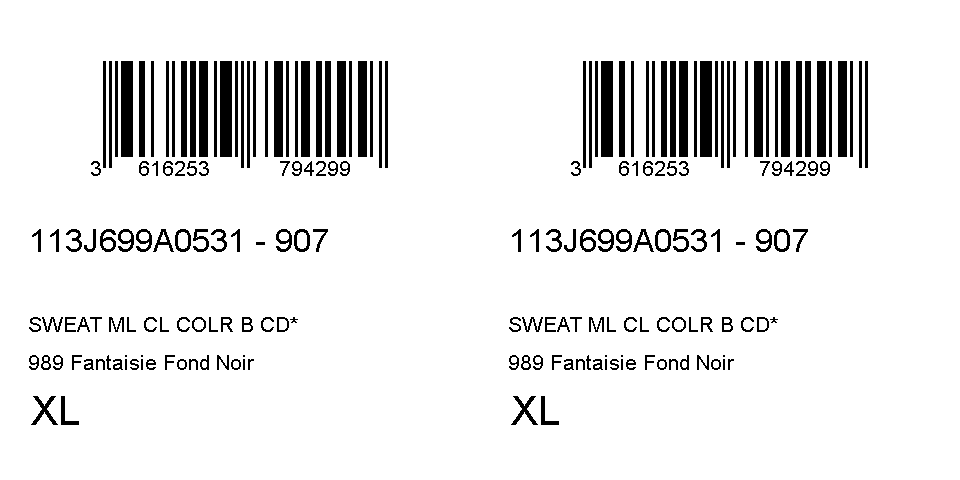 3 616253 794299
113J699A0531 - 907
SWEAT ML CL COLR B CD*
989 Fantaisie Fond Noir
XL
3 616253 794299
113J699A0531 - 907
SWEAT ML CL COLR B CD*
989 Fantaisie Fond Noir
XL